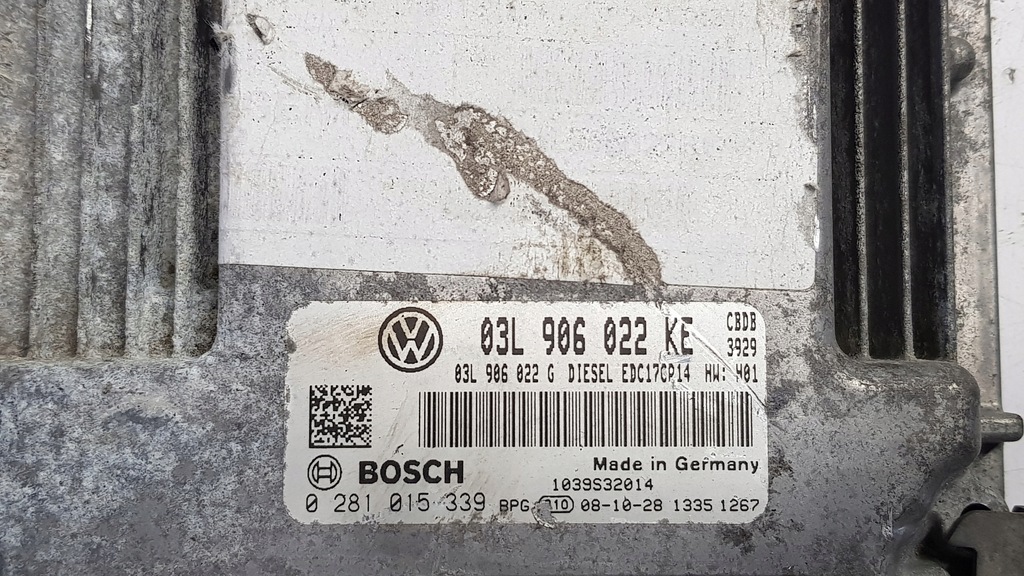 03L 906 022 KE
CBDB
3929
03L 906 022 G DIESEL EDC17CP14 HW: H01
BOSCH
Made in Germany
1039S32014
0 281 015 339 BPG A10 08-10-28 1335 1267